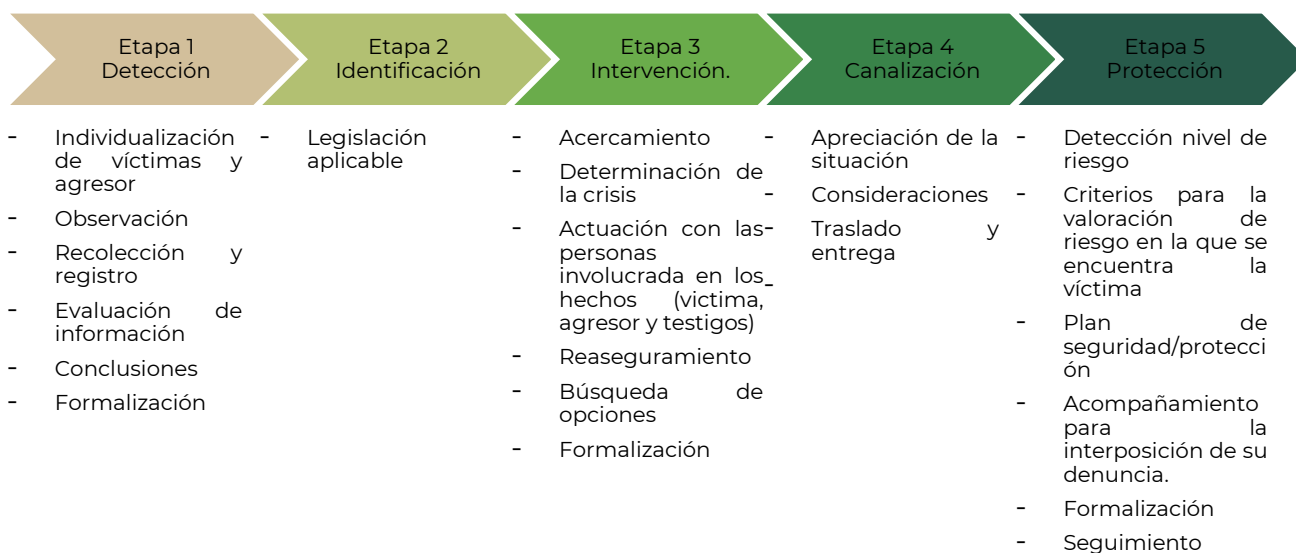 Etapa 1
Detección
Etapa 2
Identificación
Etapa 3
Intervención.
Etapa 4
Canalización
Etapa 5
Protección
- Individualización
de víctimas y
agresor
- Observación
- Recolección y
registro
- Evaluación de
información
- Conclusiones
- Formalización
- Legislación
aplicable
- Acercamiento
- Determinación de
la crisis
- Actuación con las
personas
involucrada en los
hechos (victima,
agresor y testigos)
- Reaseguramiento
- Búsqueda de
opciones
- Formalización
- Apreciación de la
situación
- Consideraciones
- Traslado y
entrega
-
- Detección nivel de
riesgo
- Criterios para la
valoración de
riesgo en la que se
encuentra la
víctima
- Plan de
seguridad/protecci
ón
- Acompañamiento
para la
interposición de su
denuncia.
- Formalización
- Seguimiento